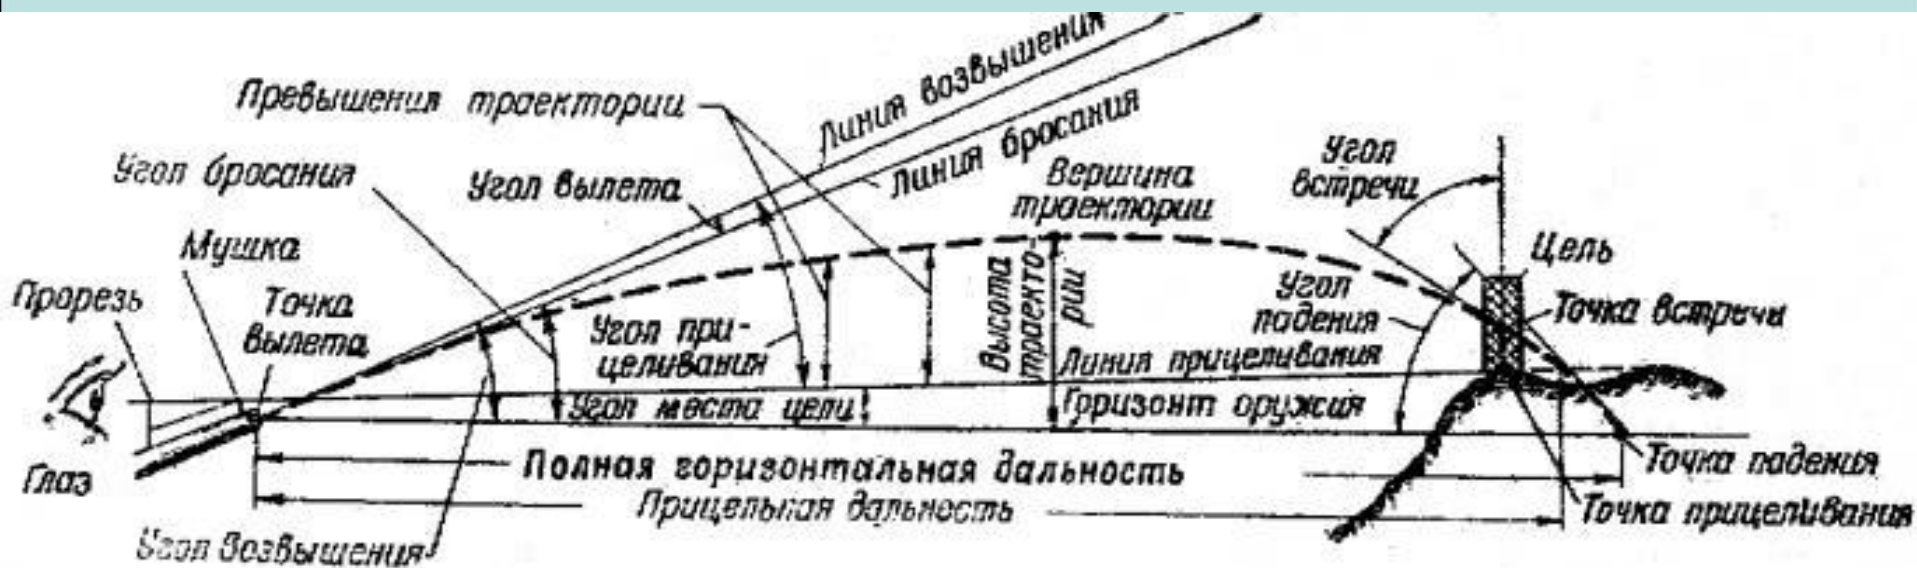 Линия возвышения
Превышения траектории
Линия бросания
Угол бросания
Угол вылета
Вершина
траектории
Угол
встречи
Мушка
Цель
Прорезь
Точка
вылета
Угол при-
целивания
Высота
траекто-
рии
Угол
падения
Точка встречи
Линия прицеливания
Угол места цели
Горизонт оружия
Глаз
Полная горизонтальная дальность
Точка падения
Прицельная дальность
Точка прицеливания
Угол возвышения